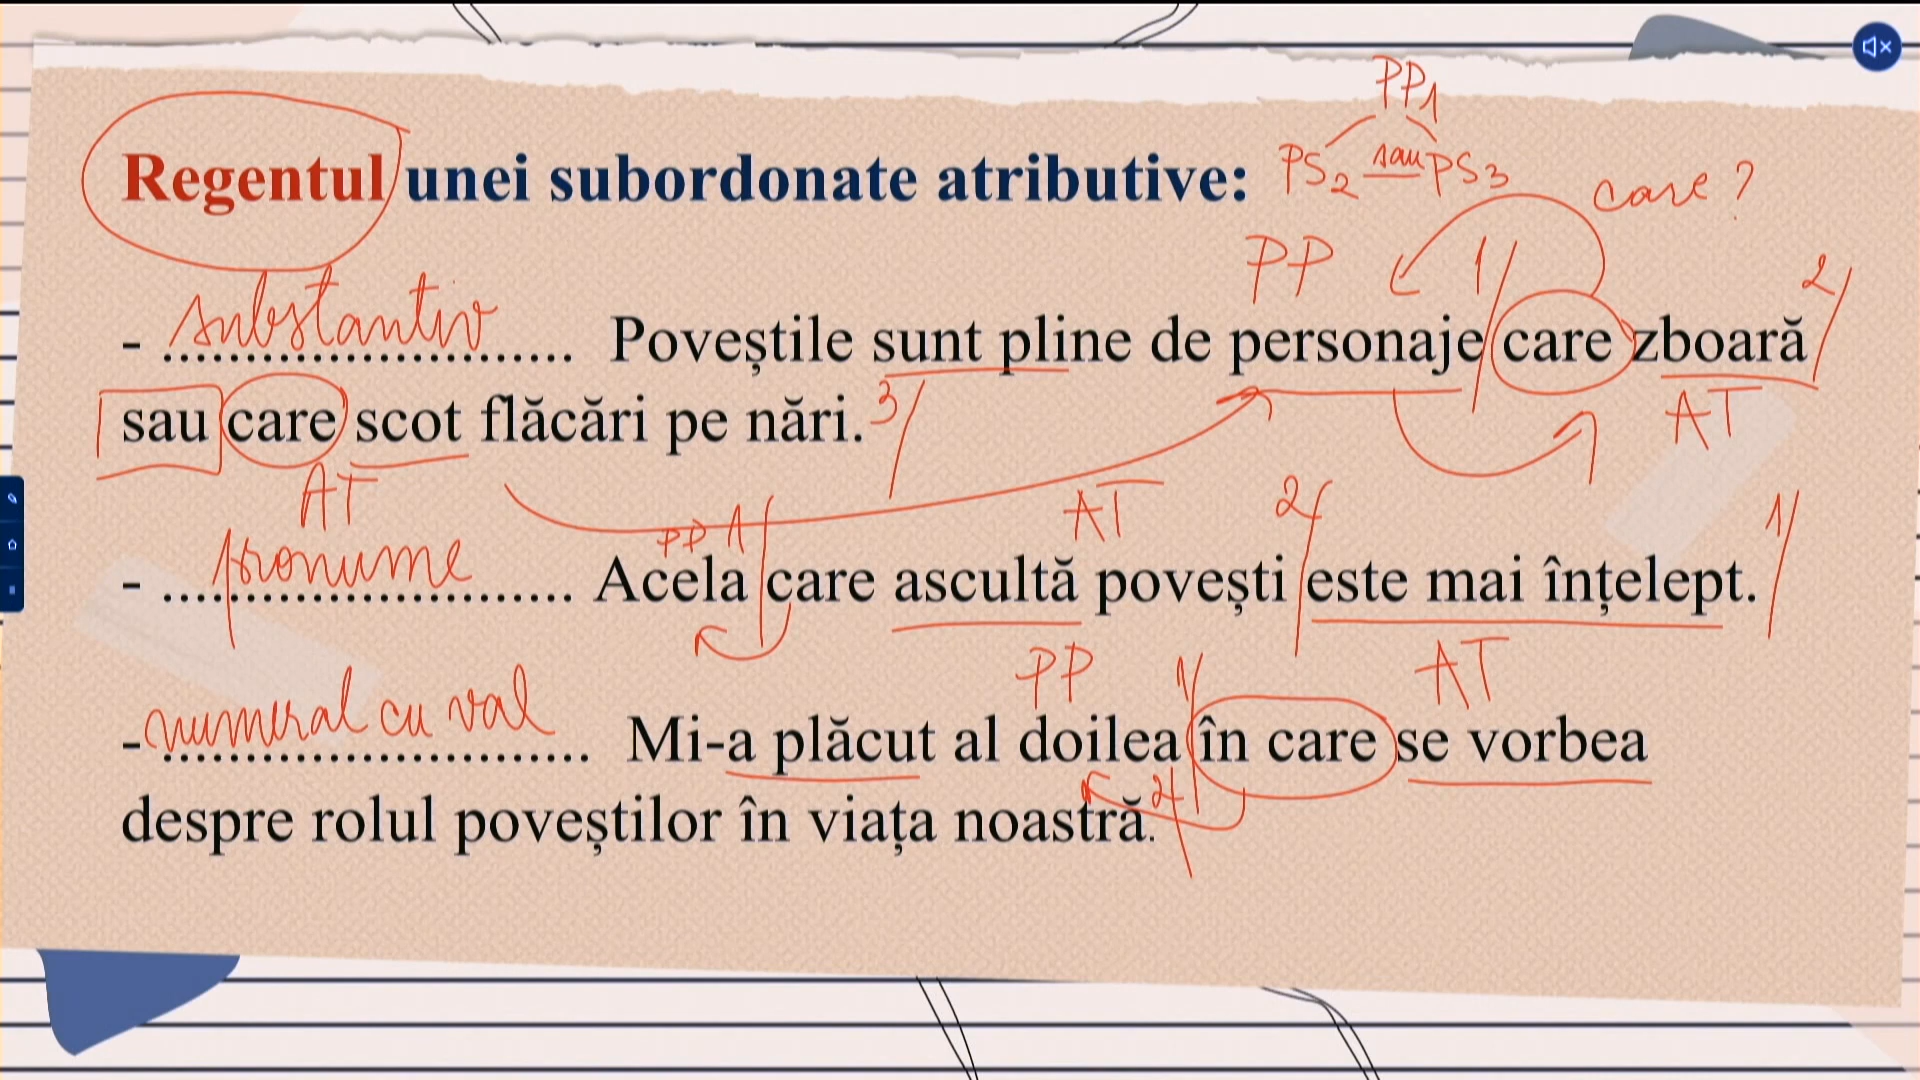 PP1
PS2 sau PS3
Regentul unei subordonate atributive:
care ?
PP 1/ 2/
- substantiv Poveștile sunt pline de personaje care zboară
sau care scot flăcări pe nări. 3/ AT
AT
PP 1 AT 2/ 1/
- pronume Acela care ascultă povești este mai înțelept.
PP 1/ AT
- numeral cu val Mi-a plăcut al doilea în care se vorbea
despre rolul poveștilor în viața noastră. 2/